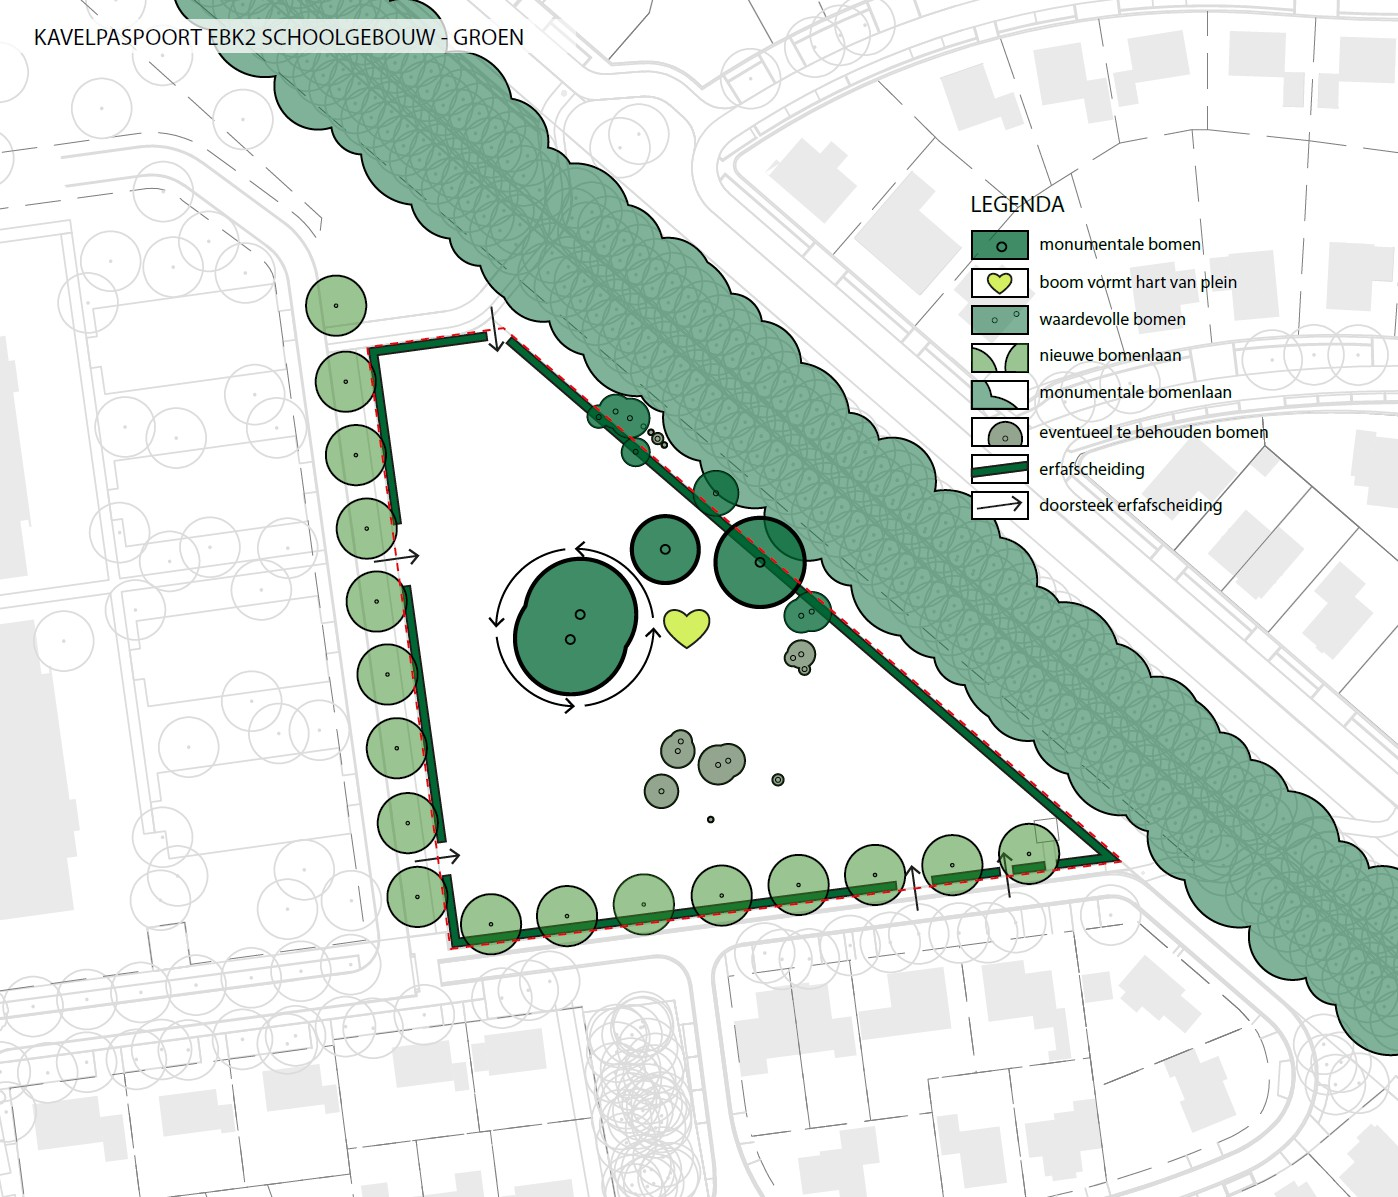 KAVELPASPOORT EBK2 SCHOOLGEBOUW - GROEN
LEGENDA
monumentale bomen
boom vormt hart van plein
waardevolle bomen
nieuwe bomenlaan
monumentale bomenlaan
eventueel te behouden bomen
erfafscheiding
doorsteek erfafscheiding